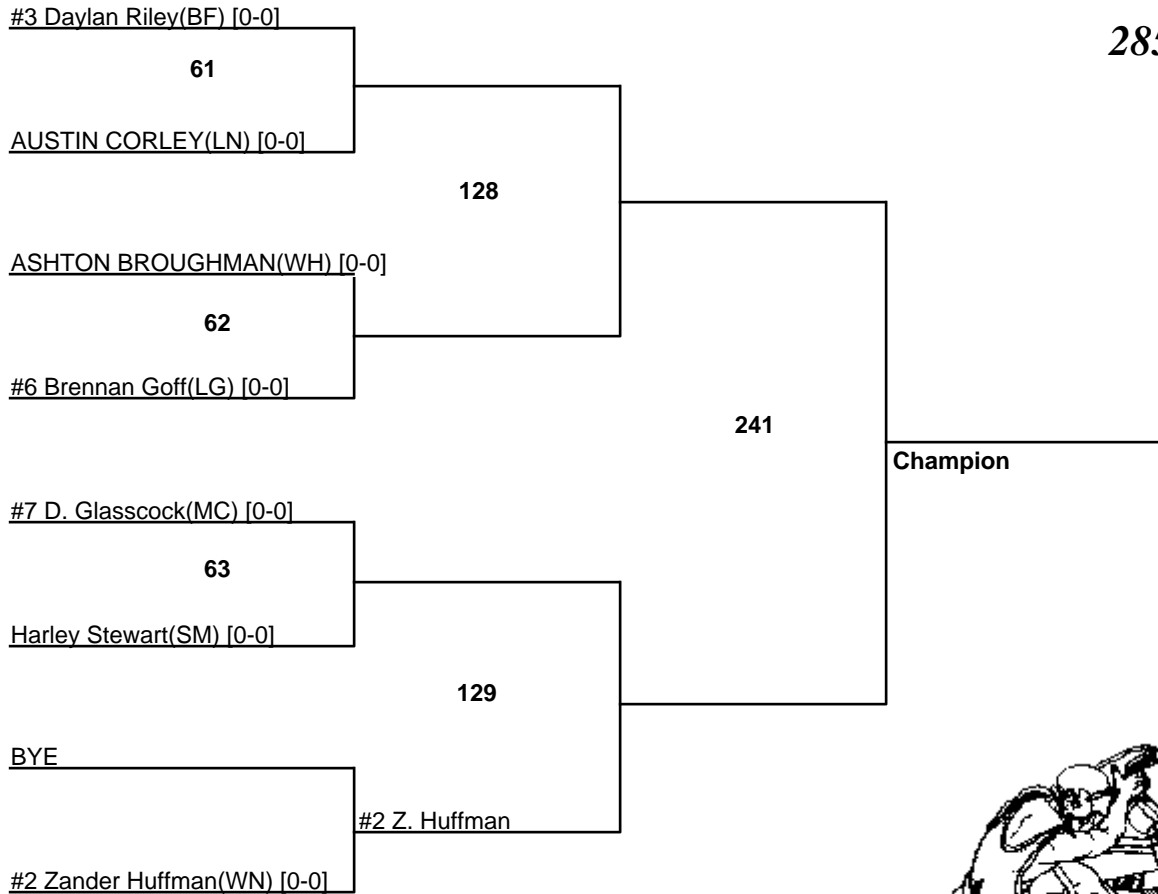 #3 Daylan Riley(BF) [0-0]
285
61
AUSTIN CORLEY(LN) [0-0]
128
ASHTON BROUGHMAN(WH) [0-0]
62
#6 Brennan Goff(LG) [0-0]
241
Champion
#7 D. Glasscock(MC) [0-0]
63
Harley Stewart(SM) [0-0]
129
BYE
#2 Z. Huffman
#2 Zander Huffman(WN) [0-0]